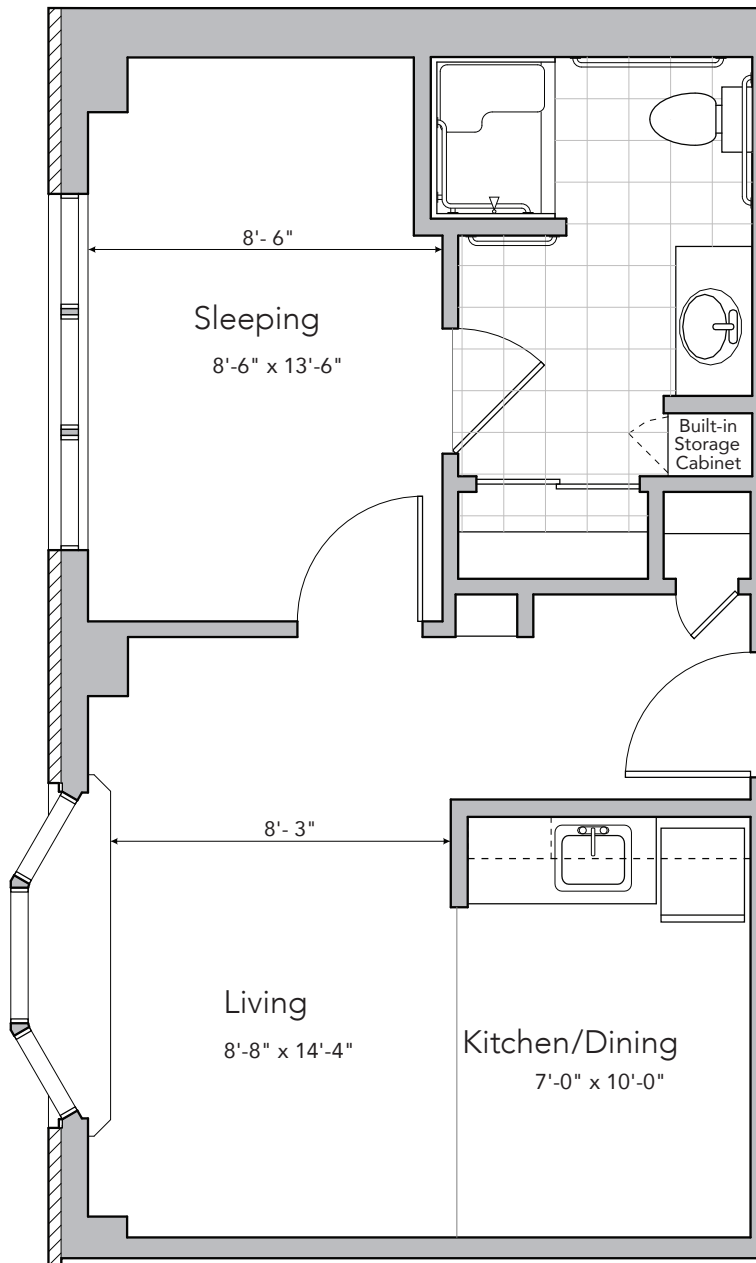 8'- 6"
Sleeping
8'-6" x 13'-6"
Built-in
Storage
Cabinet
8'- 3"
Living
8'-8" x 14'-4"
Kitchen/Dining
7'-0" x 10'-0"